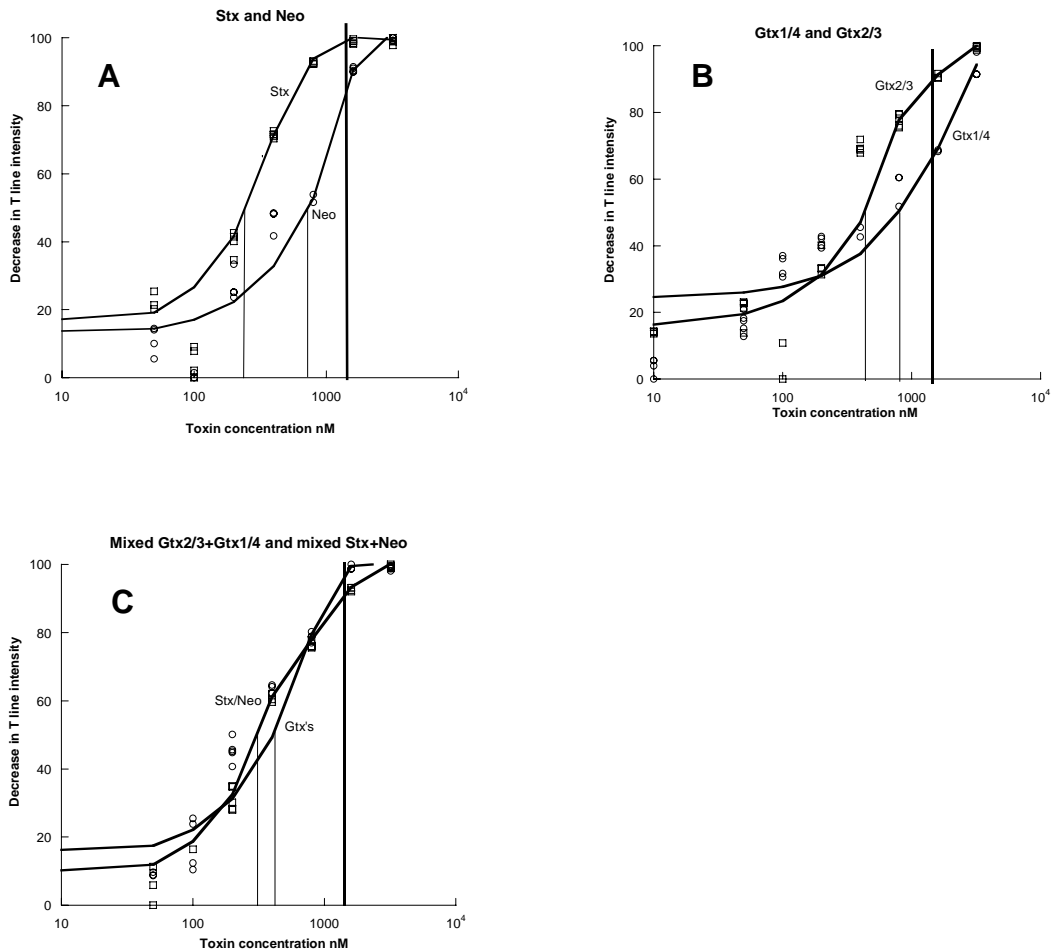 Stx and Neo
100
80
60
40
20
0
Decrease in T line intensity
A
Stx
Neo
10
100
1000
10⁴
Toxin concentration nM
Gtx1/4 and Gtx2/3
100
80
60
40
20
0
Decrease in T line intensity
B
Gtx2/3
Gtx1/4
10
100
1000
10⁴
Toxin concentration nM
Mixed Gtx2/3+Gtx1/4 and mixed Stx+Neo
100
80
60
40
20
0
Decrease in T line intensity
C
Stx/Neo
Gtx's
10
100
1000
10⁴
Toxin concentration nM